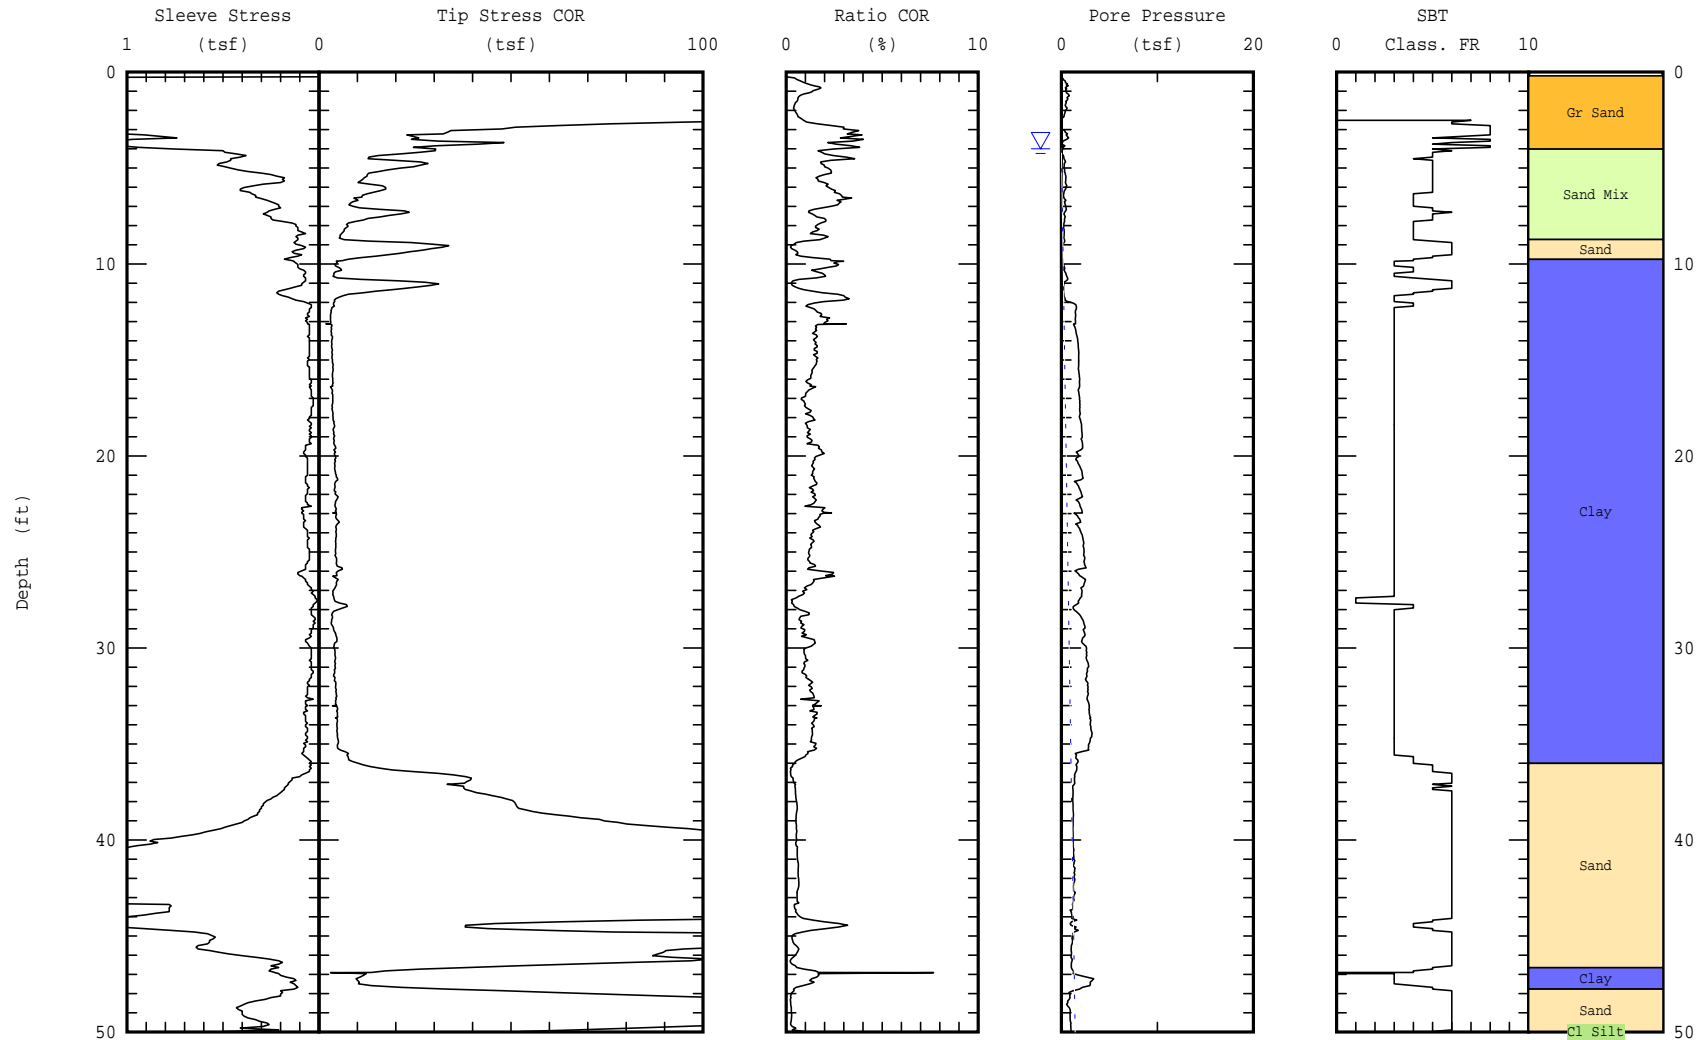 Sleeve Stress Tip Stress COR Ratio COR Pore Pressure SBT
1 (tsf) 0 (tsf) 100 0 (%) 10 0 (tsf) 20 0 Class. FR 10
0 0
Gr Sand
Sand Mix
Sand
10 10
20 20
Clay
Depth (ft)
30 30
40 40
Sand
Clay
Sand
50 Cl Silt 50